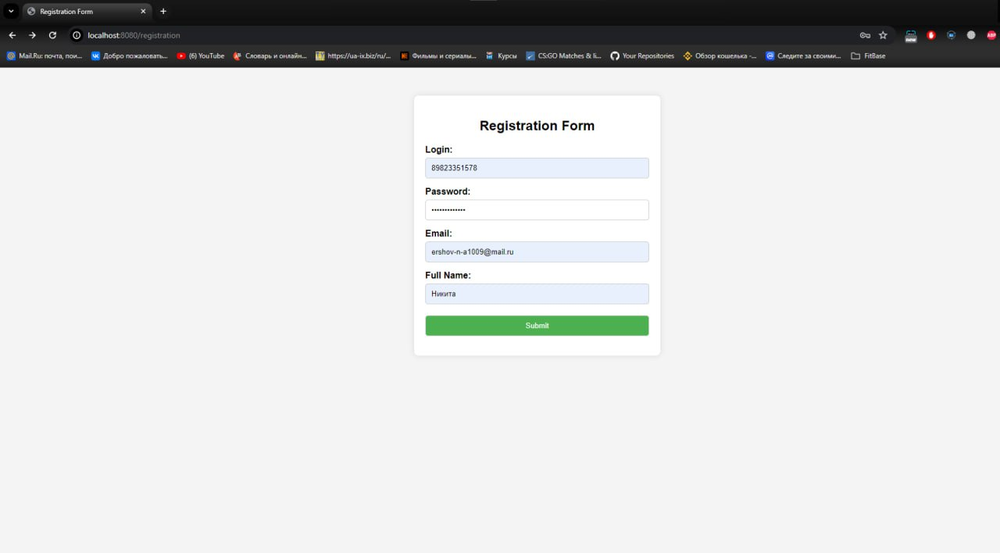 Registration Form
localhost:8080/registration
new
ABP
Mail.Ru: почта, пои...
Добро пожаловать...
(6) YouTube
Словарь и онлайн...
https://ua-ix.biz/ru/...
Фильмы и сериалы...
Курсы
CS:GO Matches & li...
Your Repositories
Обзор кошелька -...
Следите за своими...
FitBase
Registration Form
Login:
89823351578
Password:
•••••••••••••
Email:
ershov-n-a1009@mail.ru
Full Name:
Никита
Submit